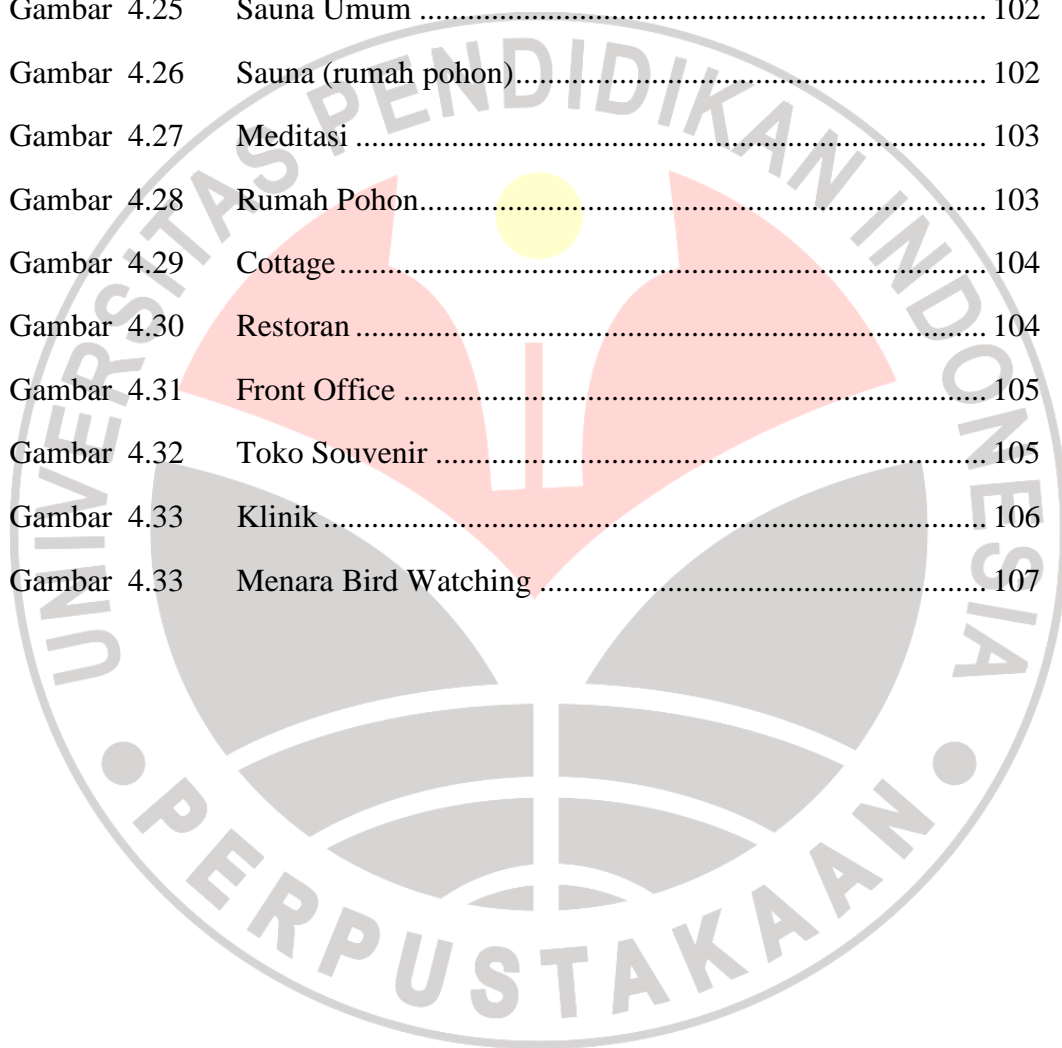 Gambar 4.25 Sauna Umum ........................................................................ 102
Gambar 4.26 Sauna (rumah pohon)............................................................ 102
Gambar 4.27 Meditasi ................................................................................ 103
Gambar 4.28 Rumah Pohon........................................................................ 103
Gambar 4.29 Cottage.................................................................................. 104
Gambar 4.30 Restoran ................................................................................ 104
Gambar 4.31 Front Office .......................................................................... 105
Gambar 4.32 Toko Souvenir ...................................................................... 105
Gambar 4.33 Klinik .................................................................................... 106
Gambar 4.33 Menara Bird Watching ......................................................... 107
UNIVERSITAS PENDIDIKAN INDONESIA
PERPUSTAKAAN